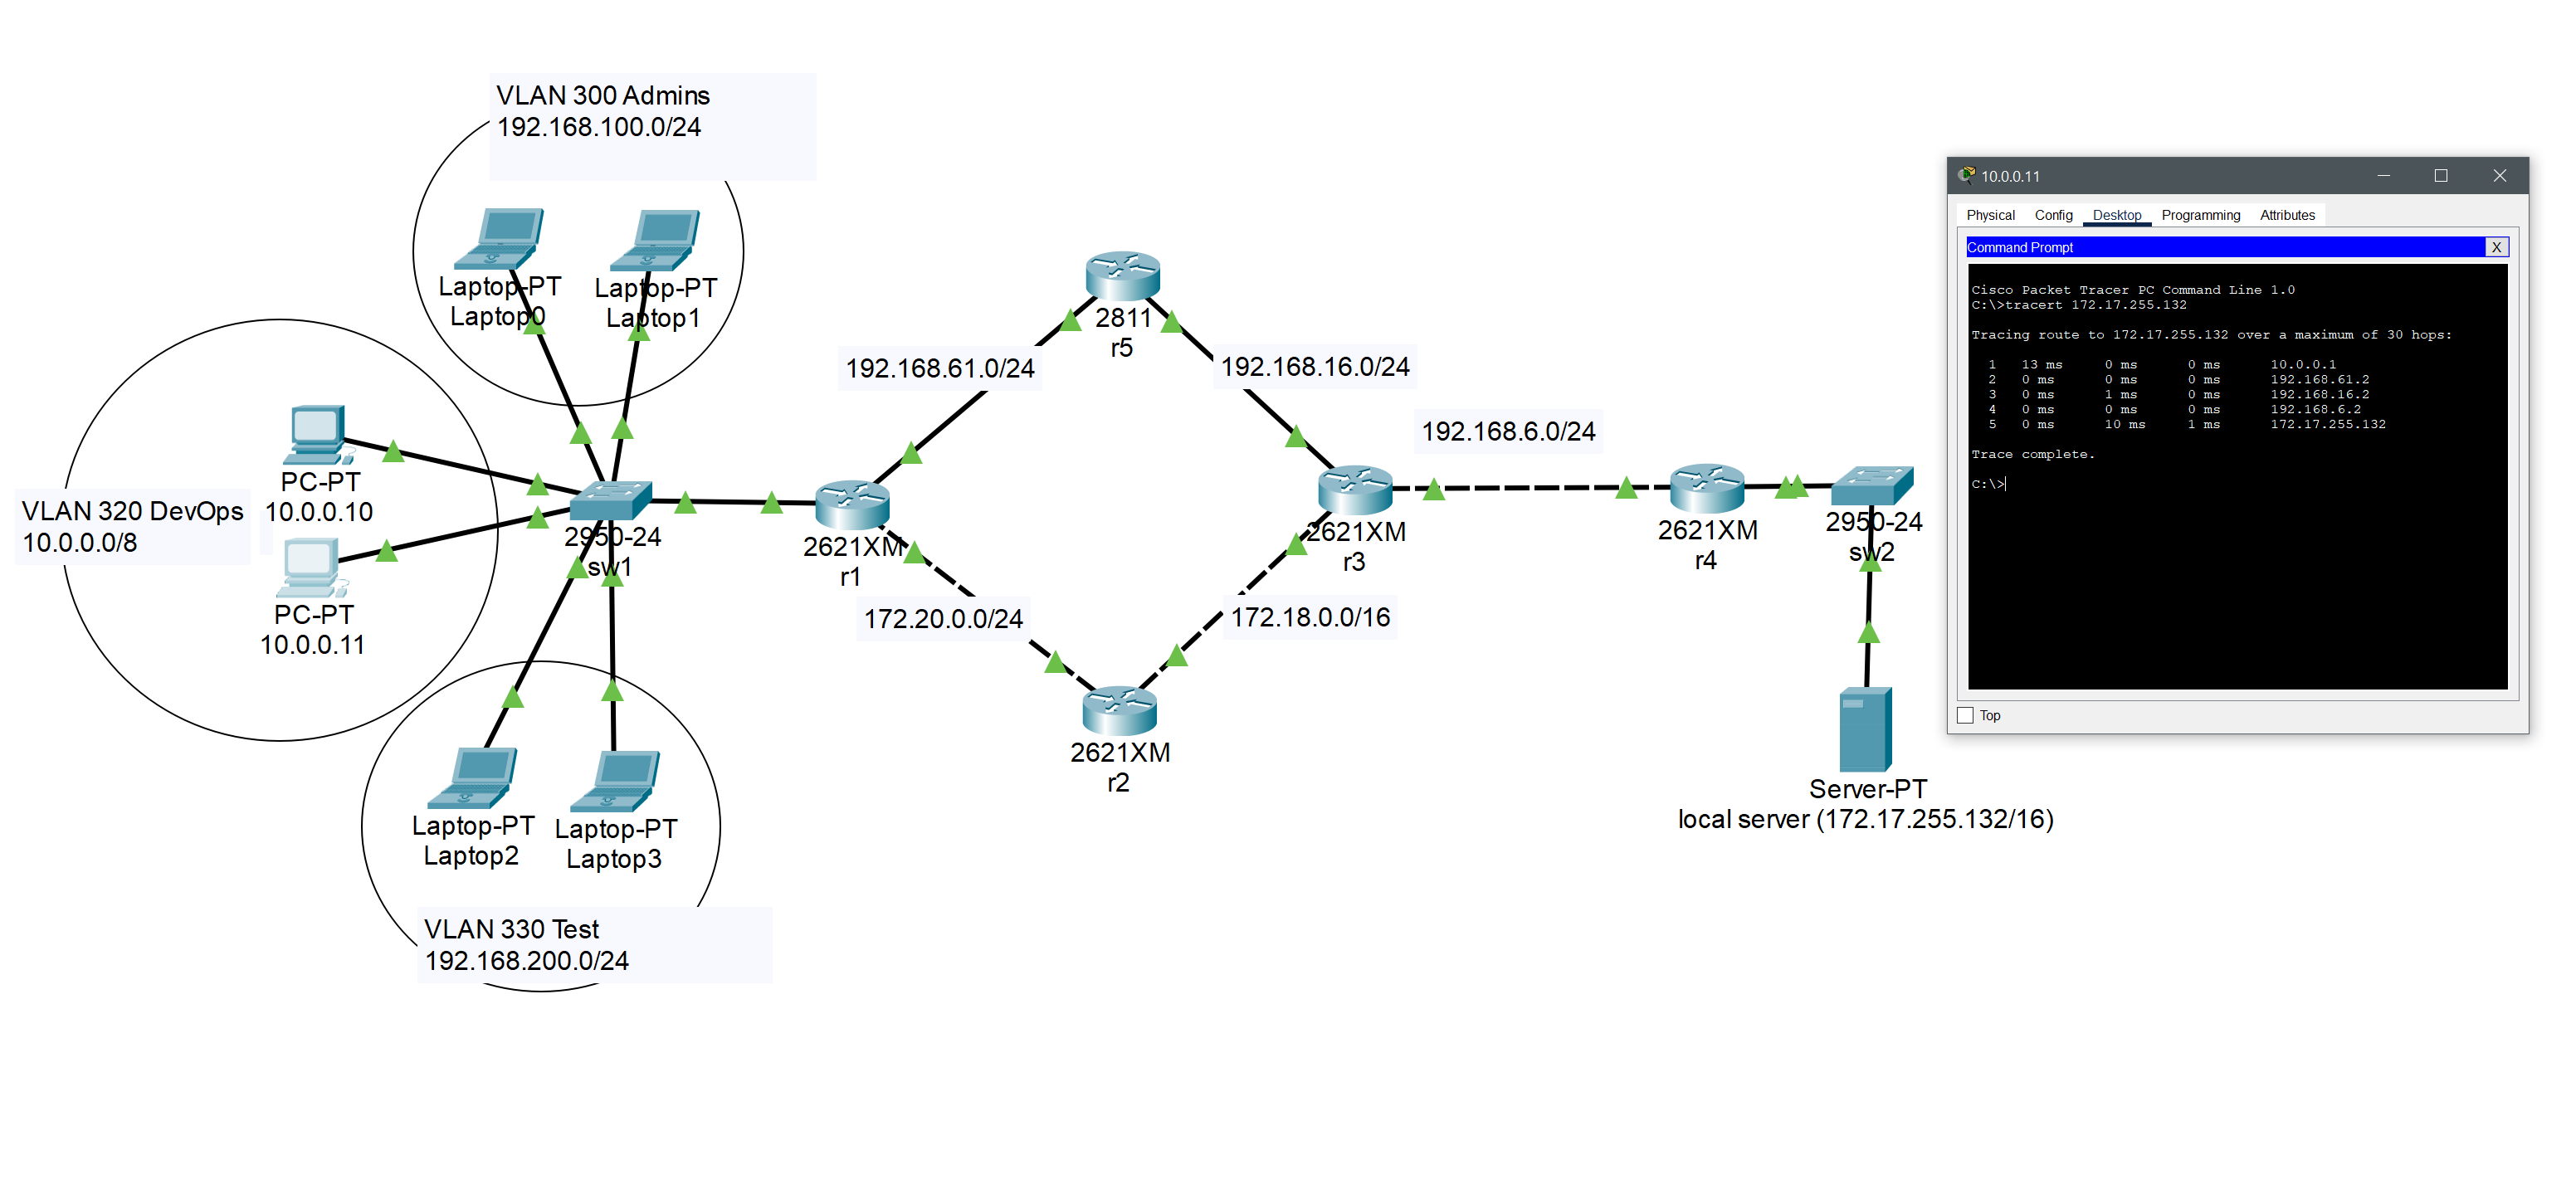 VLAN 300 Admins
192.168.100.0/24
Laptop-PT
Laptop0
Laptop-PT
Laptop1
VLAN 320 DevOps
10.0.0.0/8
PC-PT
10.0.0.10
PC-PT
10.0.0.11
2950-24
sw1
Laptop-PT
Laptop2
Laptop-PT
Laptop3
VLAN 330 Test
192.168.200.0/24
2621XM
r1
192.168.61.0/24
2811
r5
192.168.16.0/24
172.20.0.0/24
2621XM
r2
172.18.0.0/16
2621XM
r3
192.168.6.0/24
2621XM
r4
2950-24
sw2
Server-PT
local server (172.17.255.132/16)
10.0.0.11
Physical Config Desktop Programming Attributes
Command Prompt
X
Cisco Packet Tracer PC Command Line 1.0
C:\>tracert 172.17.255.132
Tracing route to 172.17.255.132 over a maximum of 30 hops:
1 13 ms 0 ms 0 ms 10.0.0.1
2 0 ms 0 ms 0 ms 192.168.61.2
3 0 ms 1 ms 0 ms 192.168.16.2
4 0 ms 0 ms 0 ms 192.168.6.2
5 0 ms 10 ms 1 ms 172.17.255.132
Trace complete.
C:\>
Top